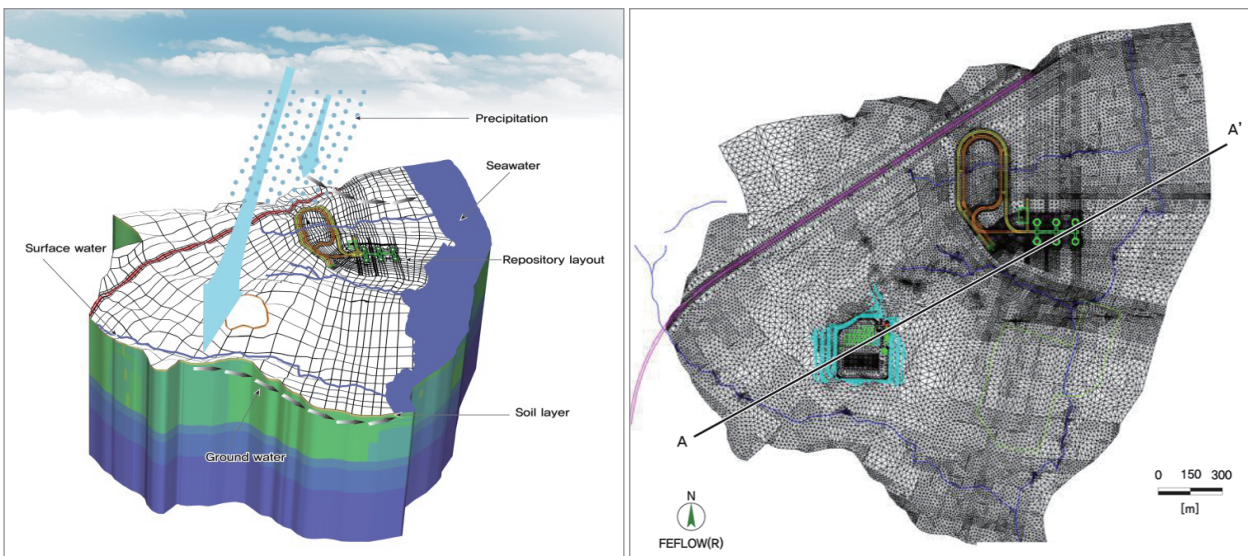 Precipitation
Seawater
Surface water
Repository layout
Soil layer
Ground water
A'
A
N
FEFLOW(R)
0 150 300
[m]